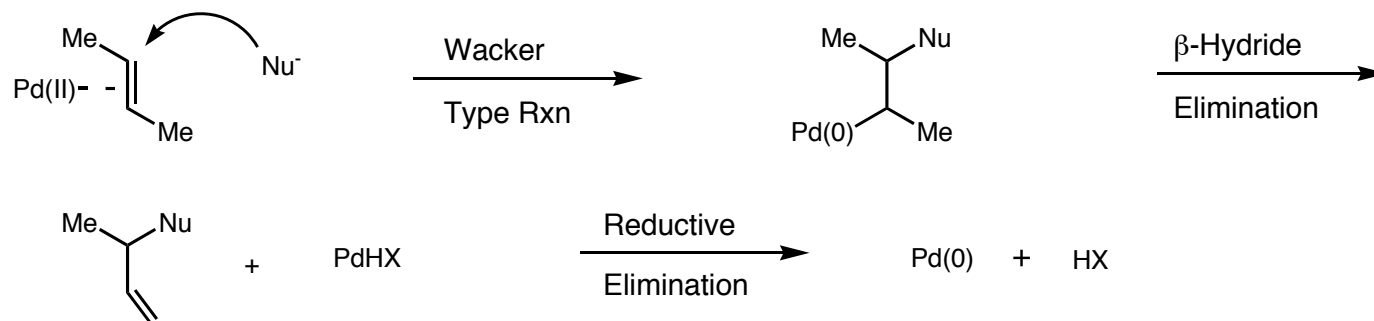 Me
Nu⁻
Pd(II)
Me
Wacker
Type Rxn
Me Nu
Pd(0) Me
β-Hydride
Elimination
Me Nu
+ PdHX
Reductive
Elimination
Pd(0) + HX